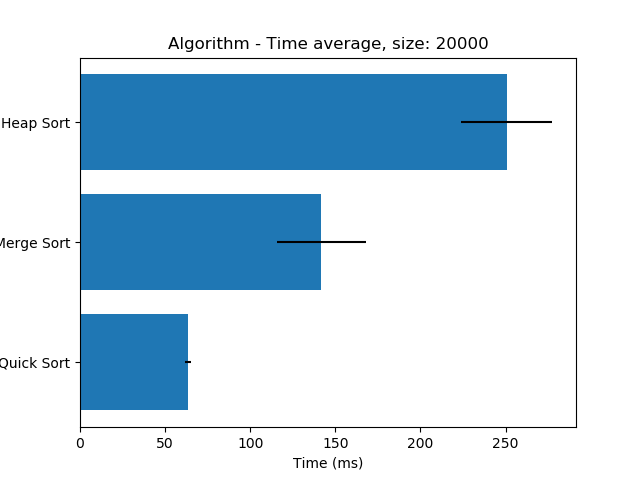 Algorithm - Time average, size: 20000
Heap Sort
Merge Sort
Quick Sort
0 50 100 150 200 250
Time (ms)